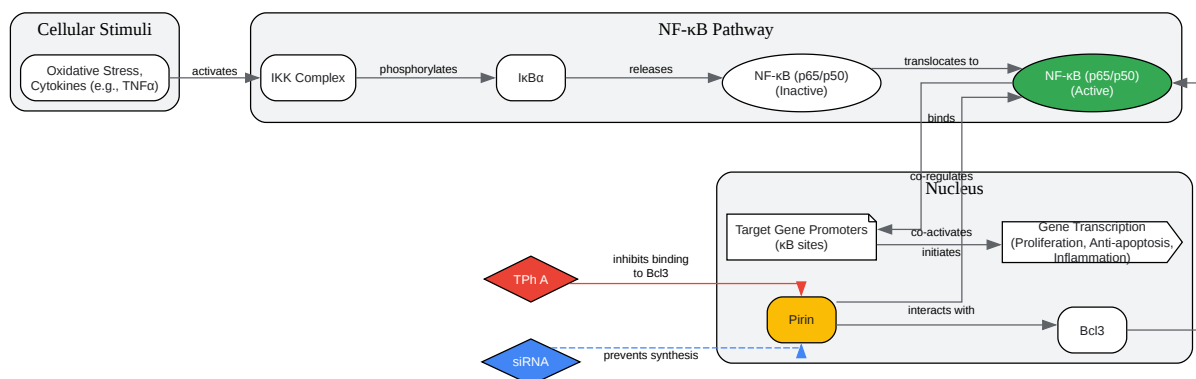 Cellular Stimuli
NF-κB Pathway
Oxidative Stress,
Cytokines (e.g., TNFα)
activates
IKK Complex
phosphorylates
IκBα
releases
NF-κB (p65/p50)
(Inactive)
translocates to
NF-κB (p65/p50)
(Active)
binds
co-regulates
Nucleus
Target Gene Promoters
(κB sites)
co-activates
initiates
Gene Transcription
(Proliferation, Anti-apoptosis,
Inflammation)
TPh A
inhibits binding
to Bcl3
Pirin
interacts with
Bcl3
siRNA
prevents synthesis